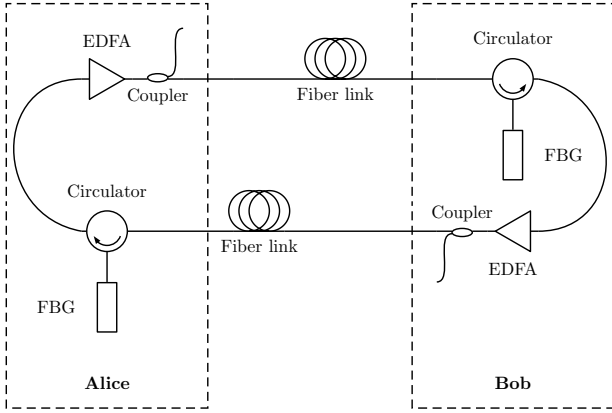 EDFA
Coupler
Fiber link
Circulator
FBG
Circulator
FBG
Fiber link
Coupler
EDFA
Alice
Bob